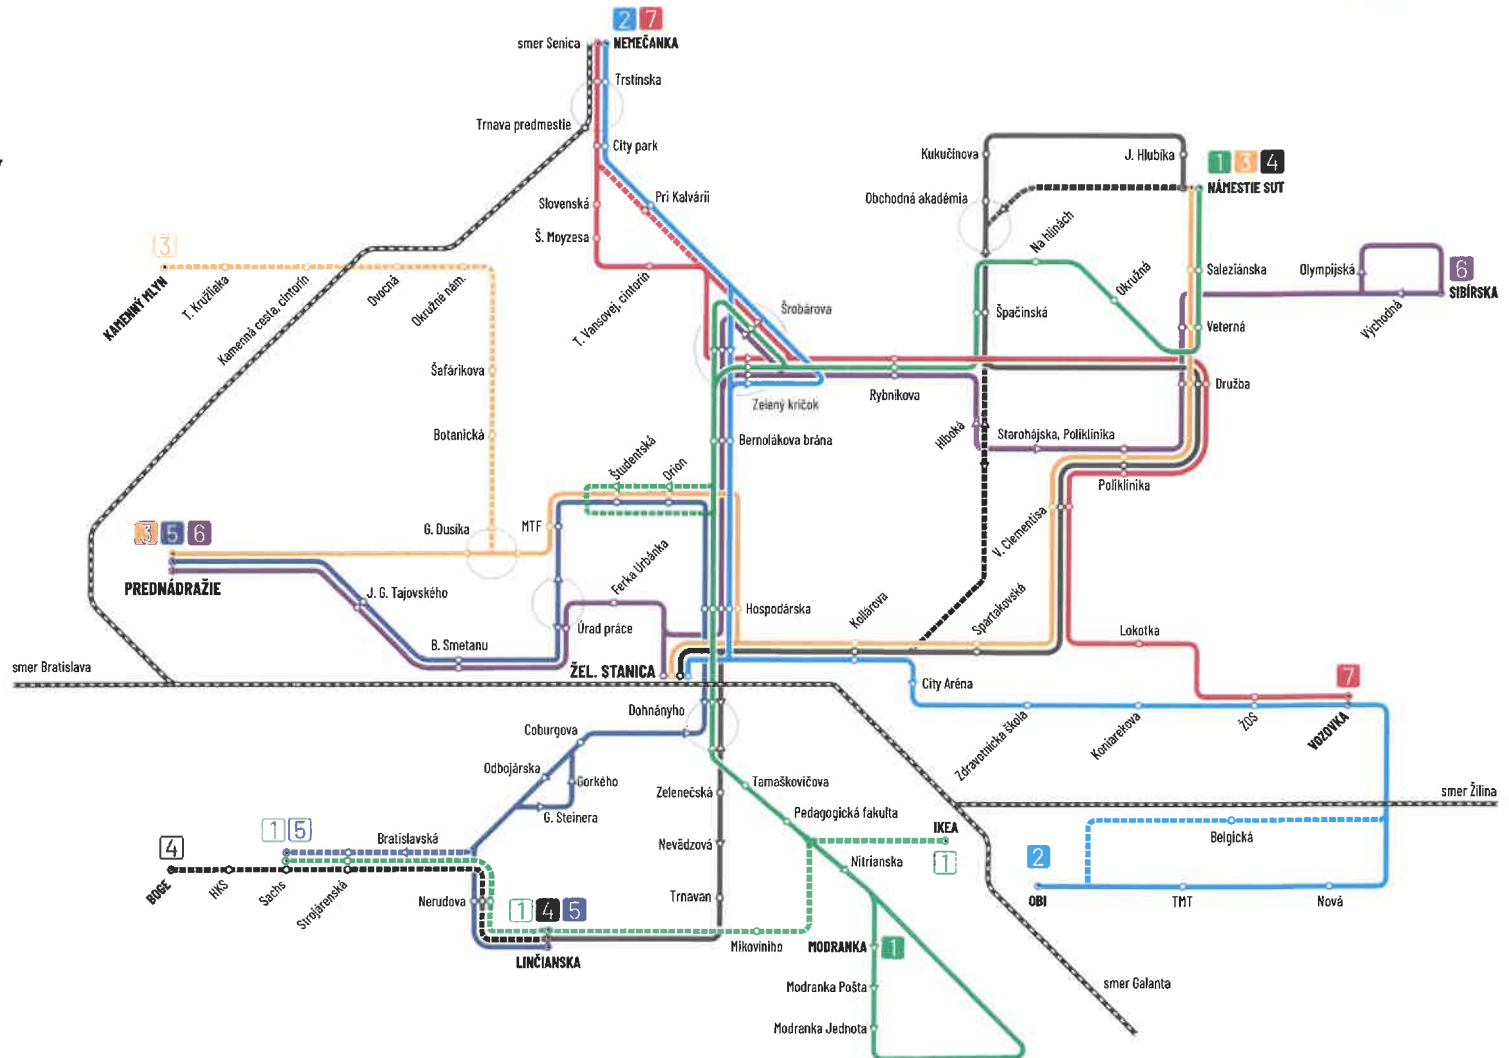 2 7
smer Senica
NEMEČANKA
Trstínska
Trnava predmestie
City park
Kukučínova
J. Hlubíka
1 3 4
NÁMESTIE SUT
Pri Kalvárii
Slovenská
Obchodná akadémia
Š. Moyzesa
Na hlinách
3
KAMENNÝ MLYN
T. Kružliaka
Kamenná cesta, cintorín
Ovocná
Okružné nám.
T. Vansovej, cintorín
Okružná
Saleziánska
Olympijská
6
SIBÍRSKA
Východná
Šrobárova
Špačinská
Veterná
Šafárikova
Zelený kríčok
Rybníkova
Družba
Botanická
Študentská
Orion
Bernolákova brána
Hlboká
Starohájska, Poliklinika
Poliklinika
G. Dusíka
MTF
V. Clementisa
3 5 6
PREDNÁDRAŽIE
J. G. Tajovského
Ferka Urbánka
Hospodárska
Kollárova
Spartakovská
Úrad práce
B. Smetanu
Lokotka
smer Bratislava
ŽEL. STANICA
City Aréna
7
Dohnányho
Coburgova
Zdravotnícka škola
Koniarekova
ŽOS
VOZOVKA
Odbojárska
Gorkého
Zelenečská
Tamaškovičova
smer Žilina
G. Steinera
Pedagogická fakulta
1 5
Bratislavská
IKEA
1
Belgická
4
BOGE
HKS
Sachs
Strojárenská
Nevädzová
Nitrianska
2
OBI
TMT
Nová
Nerudova
1 4 5
Trnavan
LINČIANSKA
Mikovíniho
MODRANKA
1
Modranka Pošta
smer Galanta
Modranka Jednota